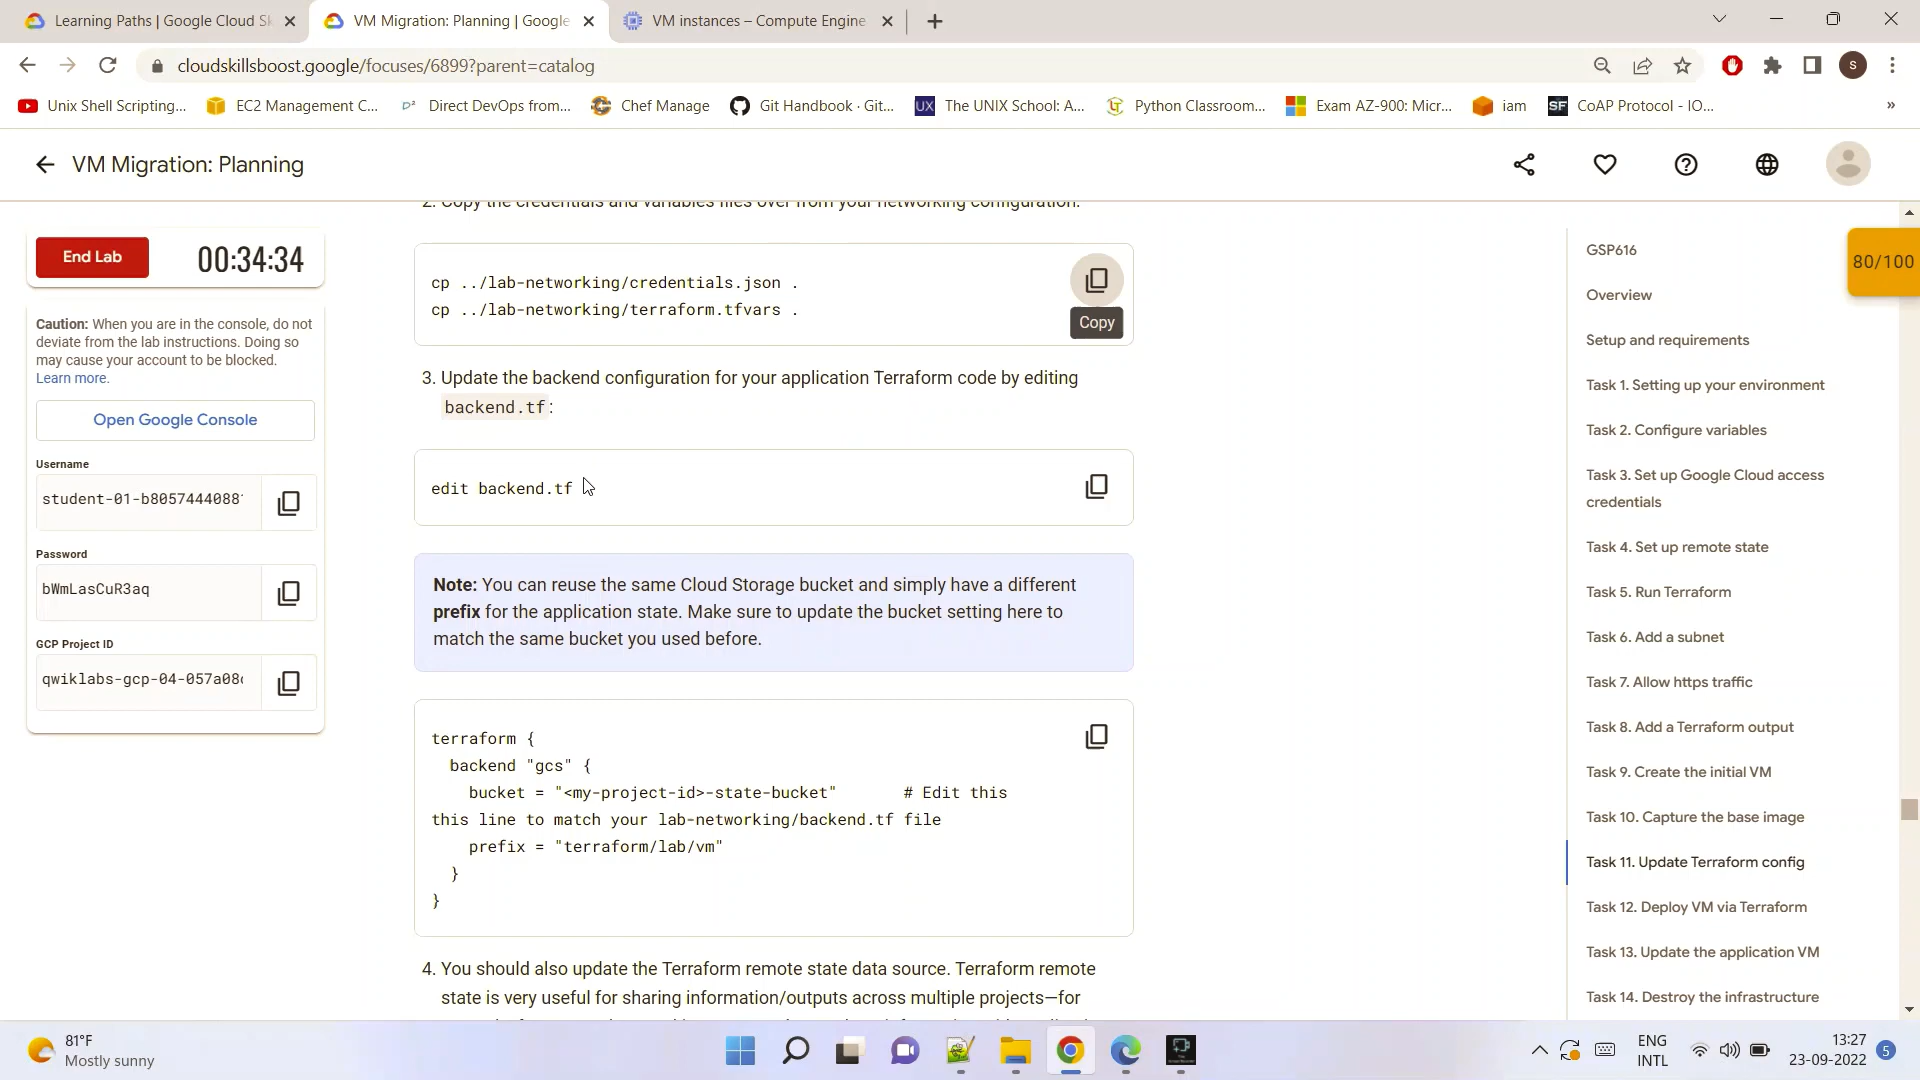 Learning Paths | Google Cloud Sk
VM Migration: Planning | Google
VM instances – Compute Engine
cloudskillsboost.google/focuses/6899?parent=catalog
S
Unix Shell Scripting...
EC2 Management C...
Direct DevOps from...
Chef Manage
Git Handbook · Git...
The UNIX School: A...
Python Classroom...
Exam AZ-900: Micr...
iam
CoAP Protocol - IO...
»
VM Migration: Planning
End Lab
00:34:34
Caution: When you are in the console, do not
deviate from the lab instructions. Doing so
may cause your account to be blocked.
Learn more.
Open Google Console
Username
student-01-b8057444088
Password
bWmLasCuR3aq
GCP Project ID
qwiklabs-gcp-04-057a08
2. Copy the credentials and variables files over from your networking configuration.
cp ../lab-networking/credentials.json .
cp ../lab-networking/terraform.tfvars .
Copy
3. Update the backend configuration for your application Terraform code by editing
backend.tf:
edit backend.tf
Note: You can reuse the same Cloud Storage bucket and simply have a different
prefix for the application state. Make sure to update the bucket setting here to
match the same bucket you used before.
terraform {
backend "gcs" {
bucket = "<my-project-id>-state-bucket" # Edit this
this line to match your lab-networking/backend.tf file
prefix = "terraform/lab/vm"
}
}
4. You should also update the Terraform remote state data source. Terraform remote
state is very useful for sharing information/outputs across multiple projects—for
GSP616
Overview
Setup and requirements
Task 1. Setting up your environment
Task 2. Configure variables
Task 3. Set up Google Cloud access
credentials
Task 4. Set up remote state
Task 5. Run Terraform
Task 6. Add a subnet
Task 7. Allow https traffic
Task 8. Add a Terraform output
Task 9. Create the initial VM
Task 10. Capture the base image
Task 11. Update Terraform config
Task 12. Deploy VM via Terraform
Task 13. Update the application VM
Task 14. Destroy the infrastructure
80/100
81°F
Mostly sunny
ENG
INTL
13:27
23-09-2022
5